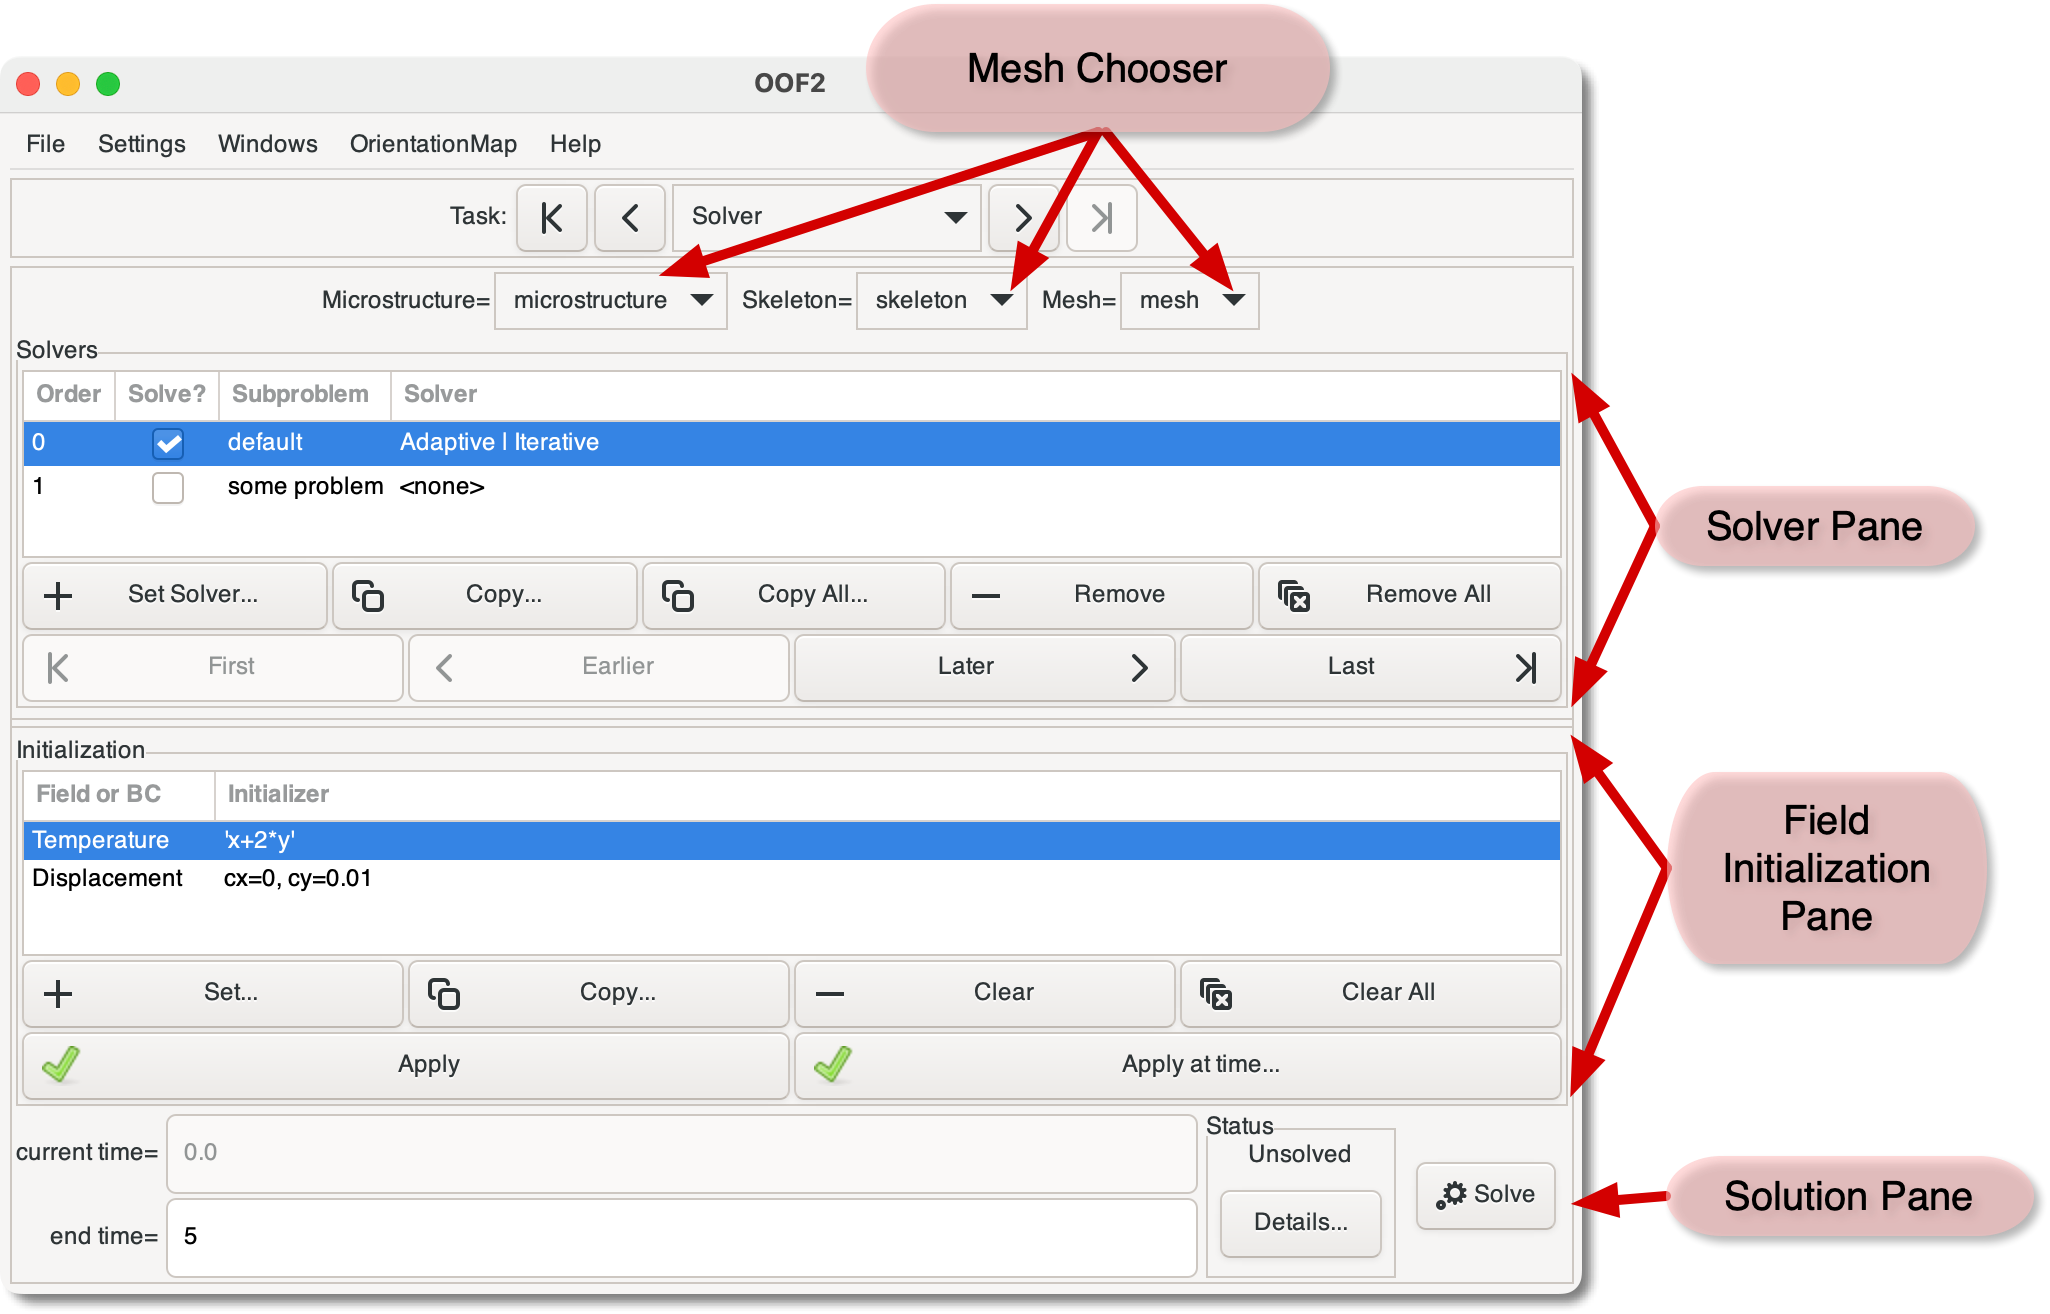 Mesh Chooser
OOF2
File Settings Windows OrientationMap Help
Task: Solver
Microstructure= microstructure Skeleton= skeleton Mesh= mesh
Solvers
Order Solve? Subproblem Solver
0 default Adaptive | Iterative
1 some problem <none>
Solver Pane
Set Solver... Copy... Copy All... Remove Remove All
First Earlier Later Last
Initialization
Field or BC Initializer
Temperature 'x+2*y'
Displacement cx=0, cy=0.01
Field
Initialization
Pane
Set... Copy... Clear Clear All
Apply Apply at time...
current time= 0.0
Status
Unsolved
Solve
Solution Pane
Details...
end time= 5